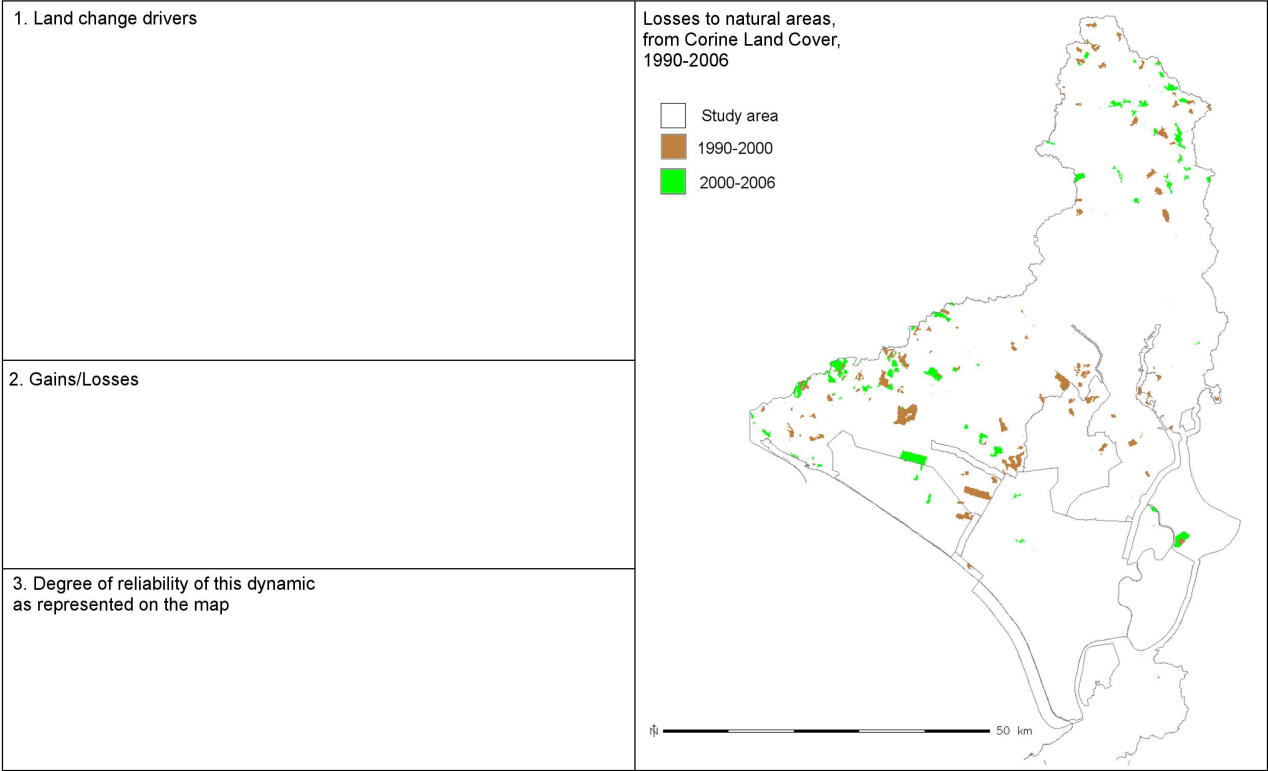 1. Land change drivers
2. Gains/Losses
3. Degree of reliability of this dynamic
as represented on the map
Losses to natural areas,
from Corine Land Cover,
1990-2006
Study area
1990-2000
2000-2006
N
50 km